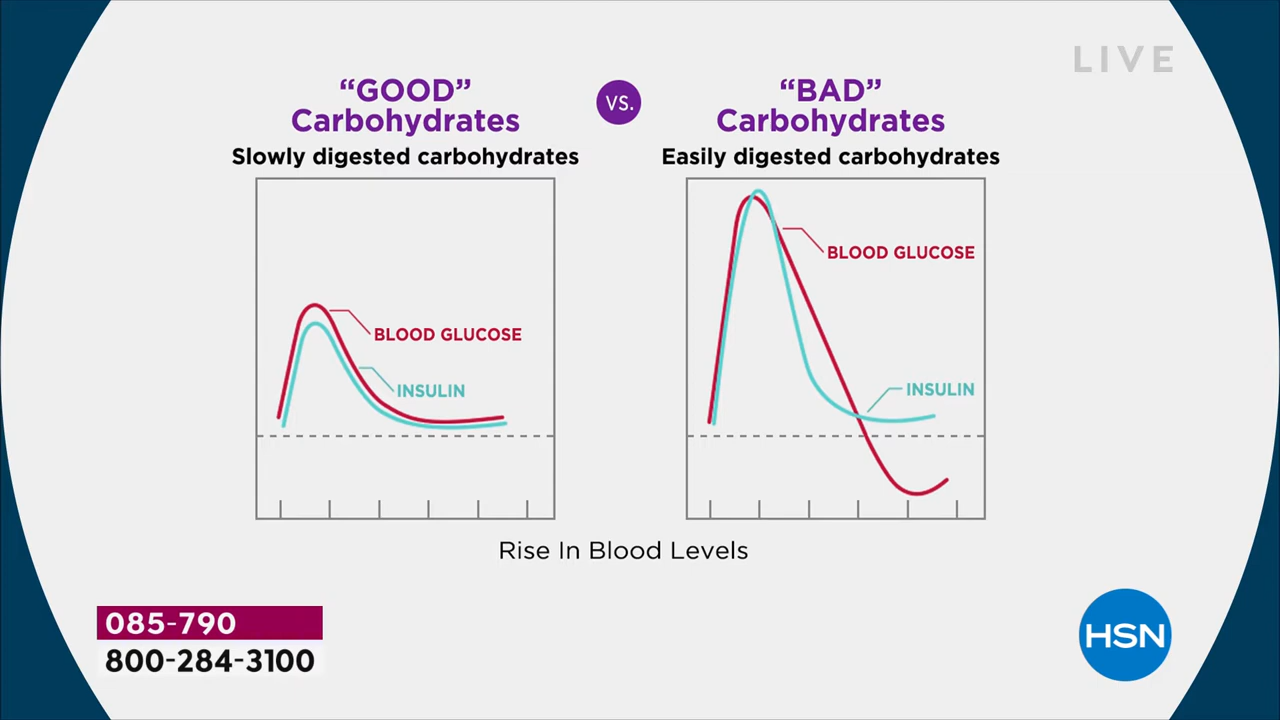 LIVE
“GOOD”
Carbohydrates
Slowly digested carbohydrates
BLOOD GLUCOSE
INSULIN
VS.
“BAD”
Carbohydrates
Easily digested carbohydrates
BLOOD GLUCOSE
INSULIN
Rise In Blood Levels
085-790
800-284-3100
HSN